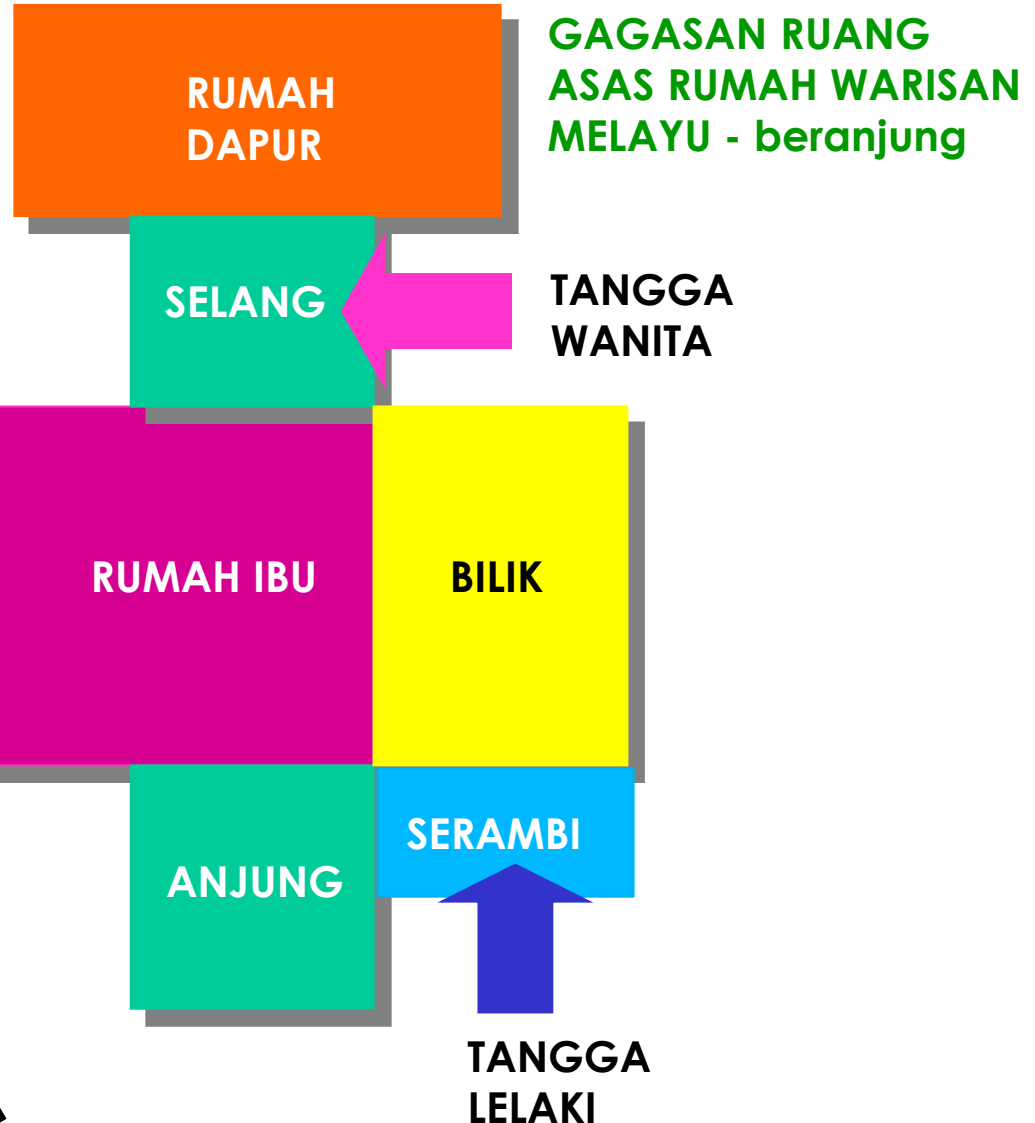 GAGASAN RUANG
ASAS RUMAH WARISAN
MELAYU - beranjung
RUMAH
DAPUR
SELANG
TANGGA
WANITA
RUMAH IBU
BILIK
SERAMBI
ANJUNG
TANGGA
LELAKI